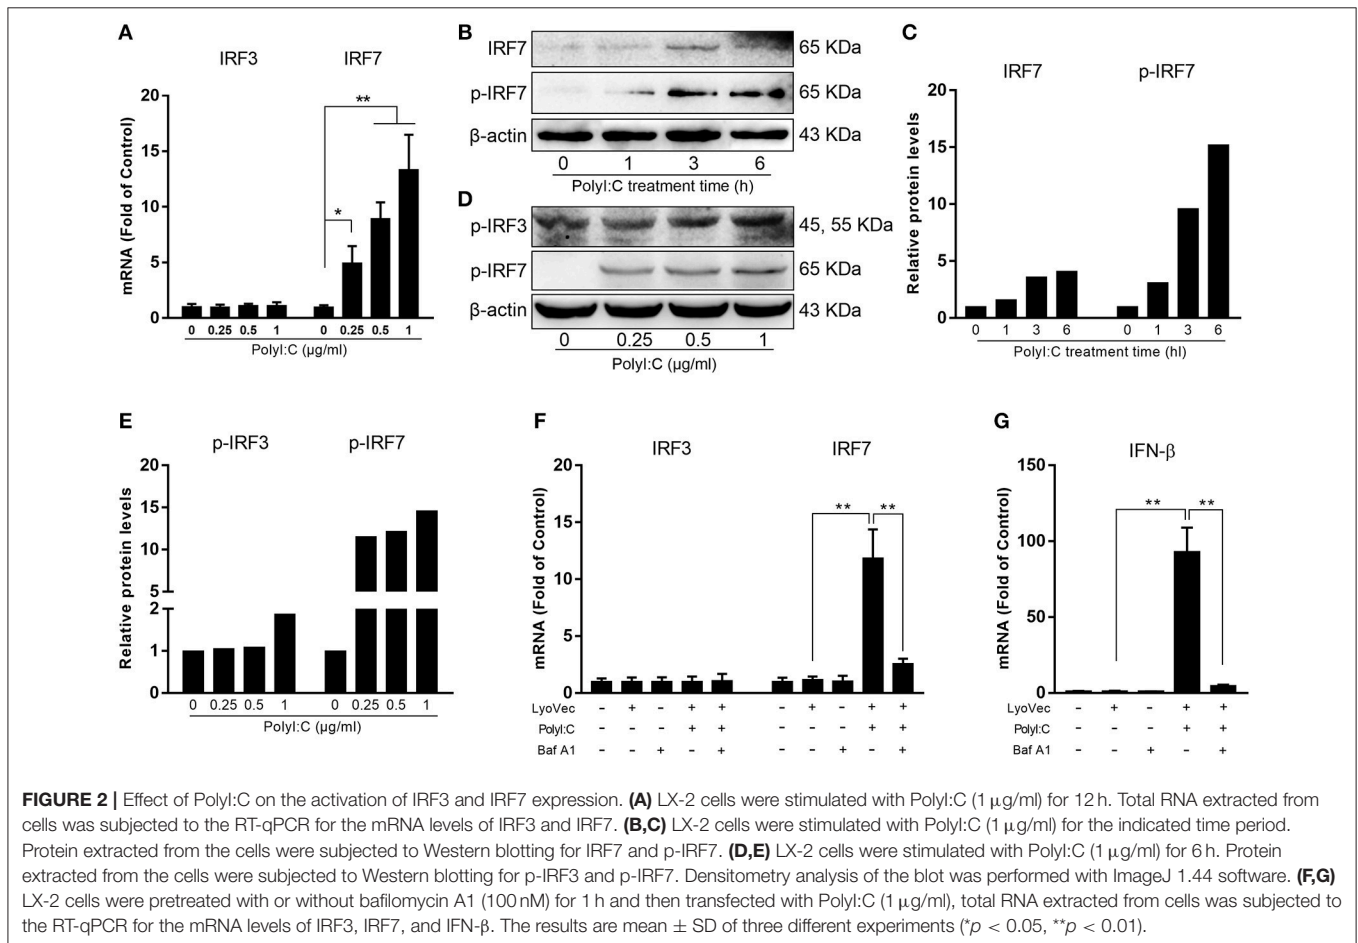 A
IRF3 IRF7
mRNA (Fold of Control)
20
15
10
5
0
**
*
0 0.25 0.5 1 0 0.25 0.5 1
PolyI:C (µg/ml)
B
IRF7 65 KDa
p-IRF7 65 KDa
β-actin 43 KDa
0 1 3 6
PolyI:C treatment time (h)
C
IRF7 p-IRF7
Relative protein levels
20
15
10
5
0
0 1 3 6 0 1 3 6
PolyI:C treatment time (hl)
D
p-IRF3 45, 55 KDa
p-IRF7 65 KDa
β-actin 43 KDa
0 0.25 0.5 1
PolyI:C (µg/ml)
E
p-IRF3 p-IRF7
Relative protein levels
20
15
10
5
2
1
0
0 0.25 0.5 1 0 0.25 0.5 1
PolyI:C (µg/ml)
F
IRF3 IRF7
mRNA (Fold of Control)
20
15
10
5
0
** **
LyoVec - + - + + - + - + +
PolyI:C - - - + + - - - + +
Baf A1 - - + - + - - + - +
G
IFN-β
mRNA (Fold of Control)
150
100
50
0
** **
LyoVec - + - + +
PolyI:C - - - + +
Baf A1 - - + - +
FIGURE 2 | Effect of PolyI:C on the activation of IRF3 and IRF7 expression. (A) LX-2 cells were stimulated with PolyI:C (1 µg/ml) for 12 h. Total RNA extracted from
cells was subjected to the RT-qPCR for the mRNA levels of IRF3 and IRF7. (B,C) LX-2 cells were stimulated with PolyI:C (1 µg/ml) for the indicated time period.
Protein extracted from the cells were subjected to Western blotting for IRF7 and p-IRF7. (D,E) LX-2 cells were stimulated with PolyI:C (1 µg/ml) for 6 h. Protein
extracted from the cells were subjected to Western blotting for p-IRF3 and p-IRF7. Densitometry analysis of the blot was performed with ImageJ 1.44 software. (F,G)
LX-2 cells were pretreated with or without bafilomycin A1 (100 nM) for 1 h and then transfected with PolyI:C (1 µg/ml), total RNA extracted from cells was subjected to
the RT-qPCR for the mRNA levels of IRF3, IRF7, and IFN-β. The results are mean ± SD of three different experiments (*p < 0.05, **p < 0.01).